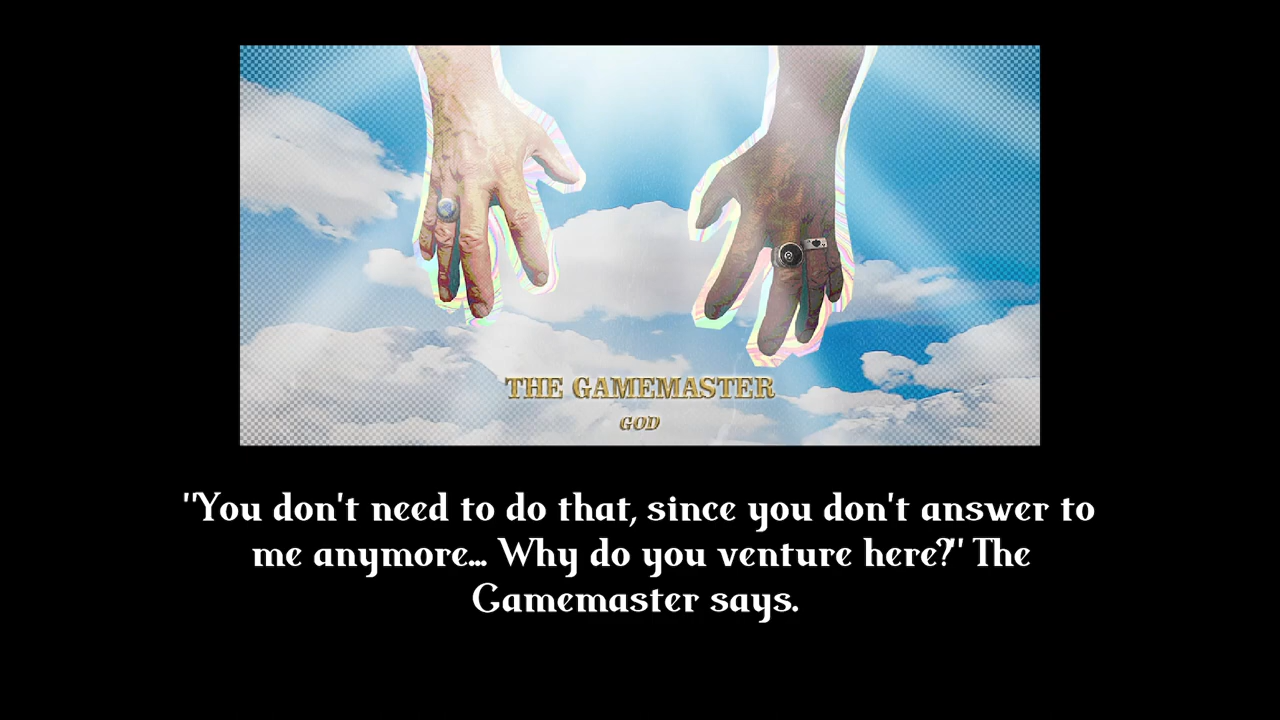 THE GAMEMASTER
GOD
"You don't need to do that, since you don't answer to
me anymore... Why do you venture here?" The
Gamemaster says.